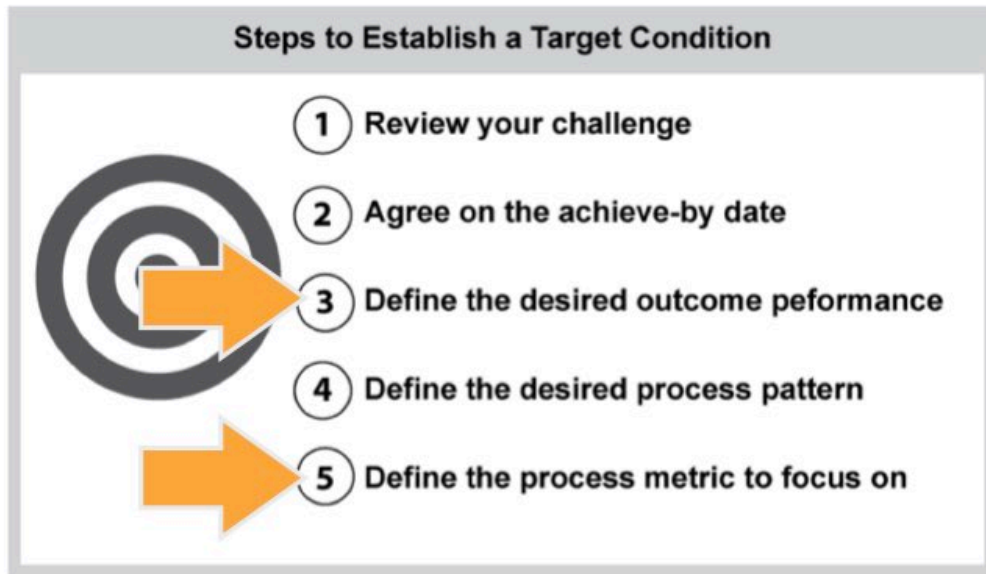 Steps to Establish a Target Condition
1 Review your challenge
2 Agree on the achieve-by date
3 Define the desired outcome peformance
4 Define the desired process pattern
5 Define the process metric to focus on